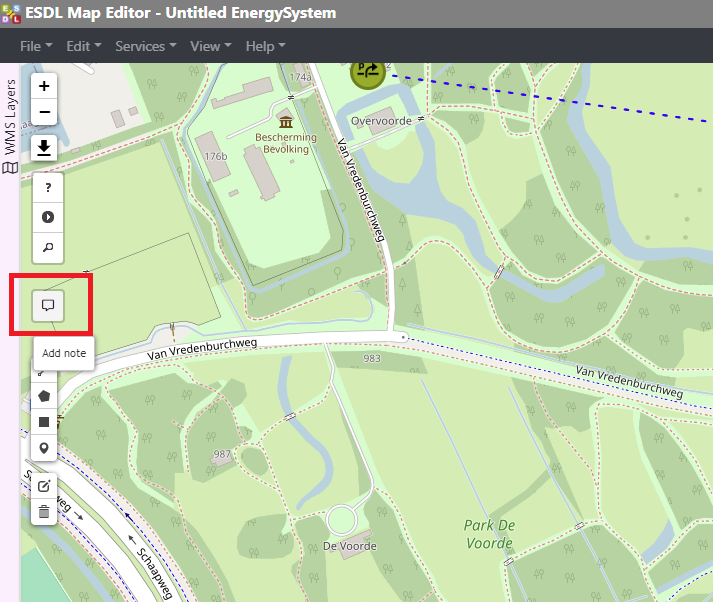 ESDL Map Editor - Untitled EnergySystem
File Edit Services View Help
WMS Layers
+
−
?
Add note
174a
P
Overvoorde
Bescherming
Bevolking
176b
Van Vredenburchweg
Van Vredenburchweg
983
Van Vredenburchweg
987
Park De
Voorde
De Voorde
Schaapweg